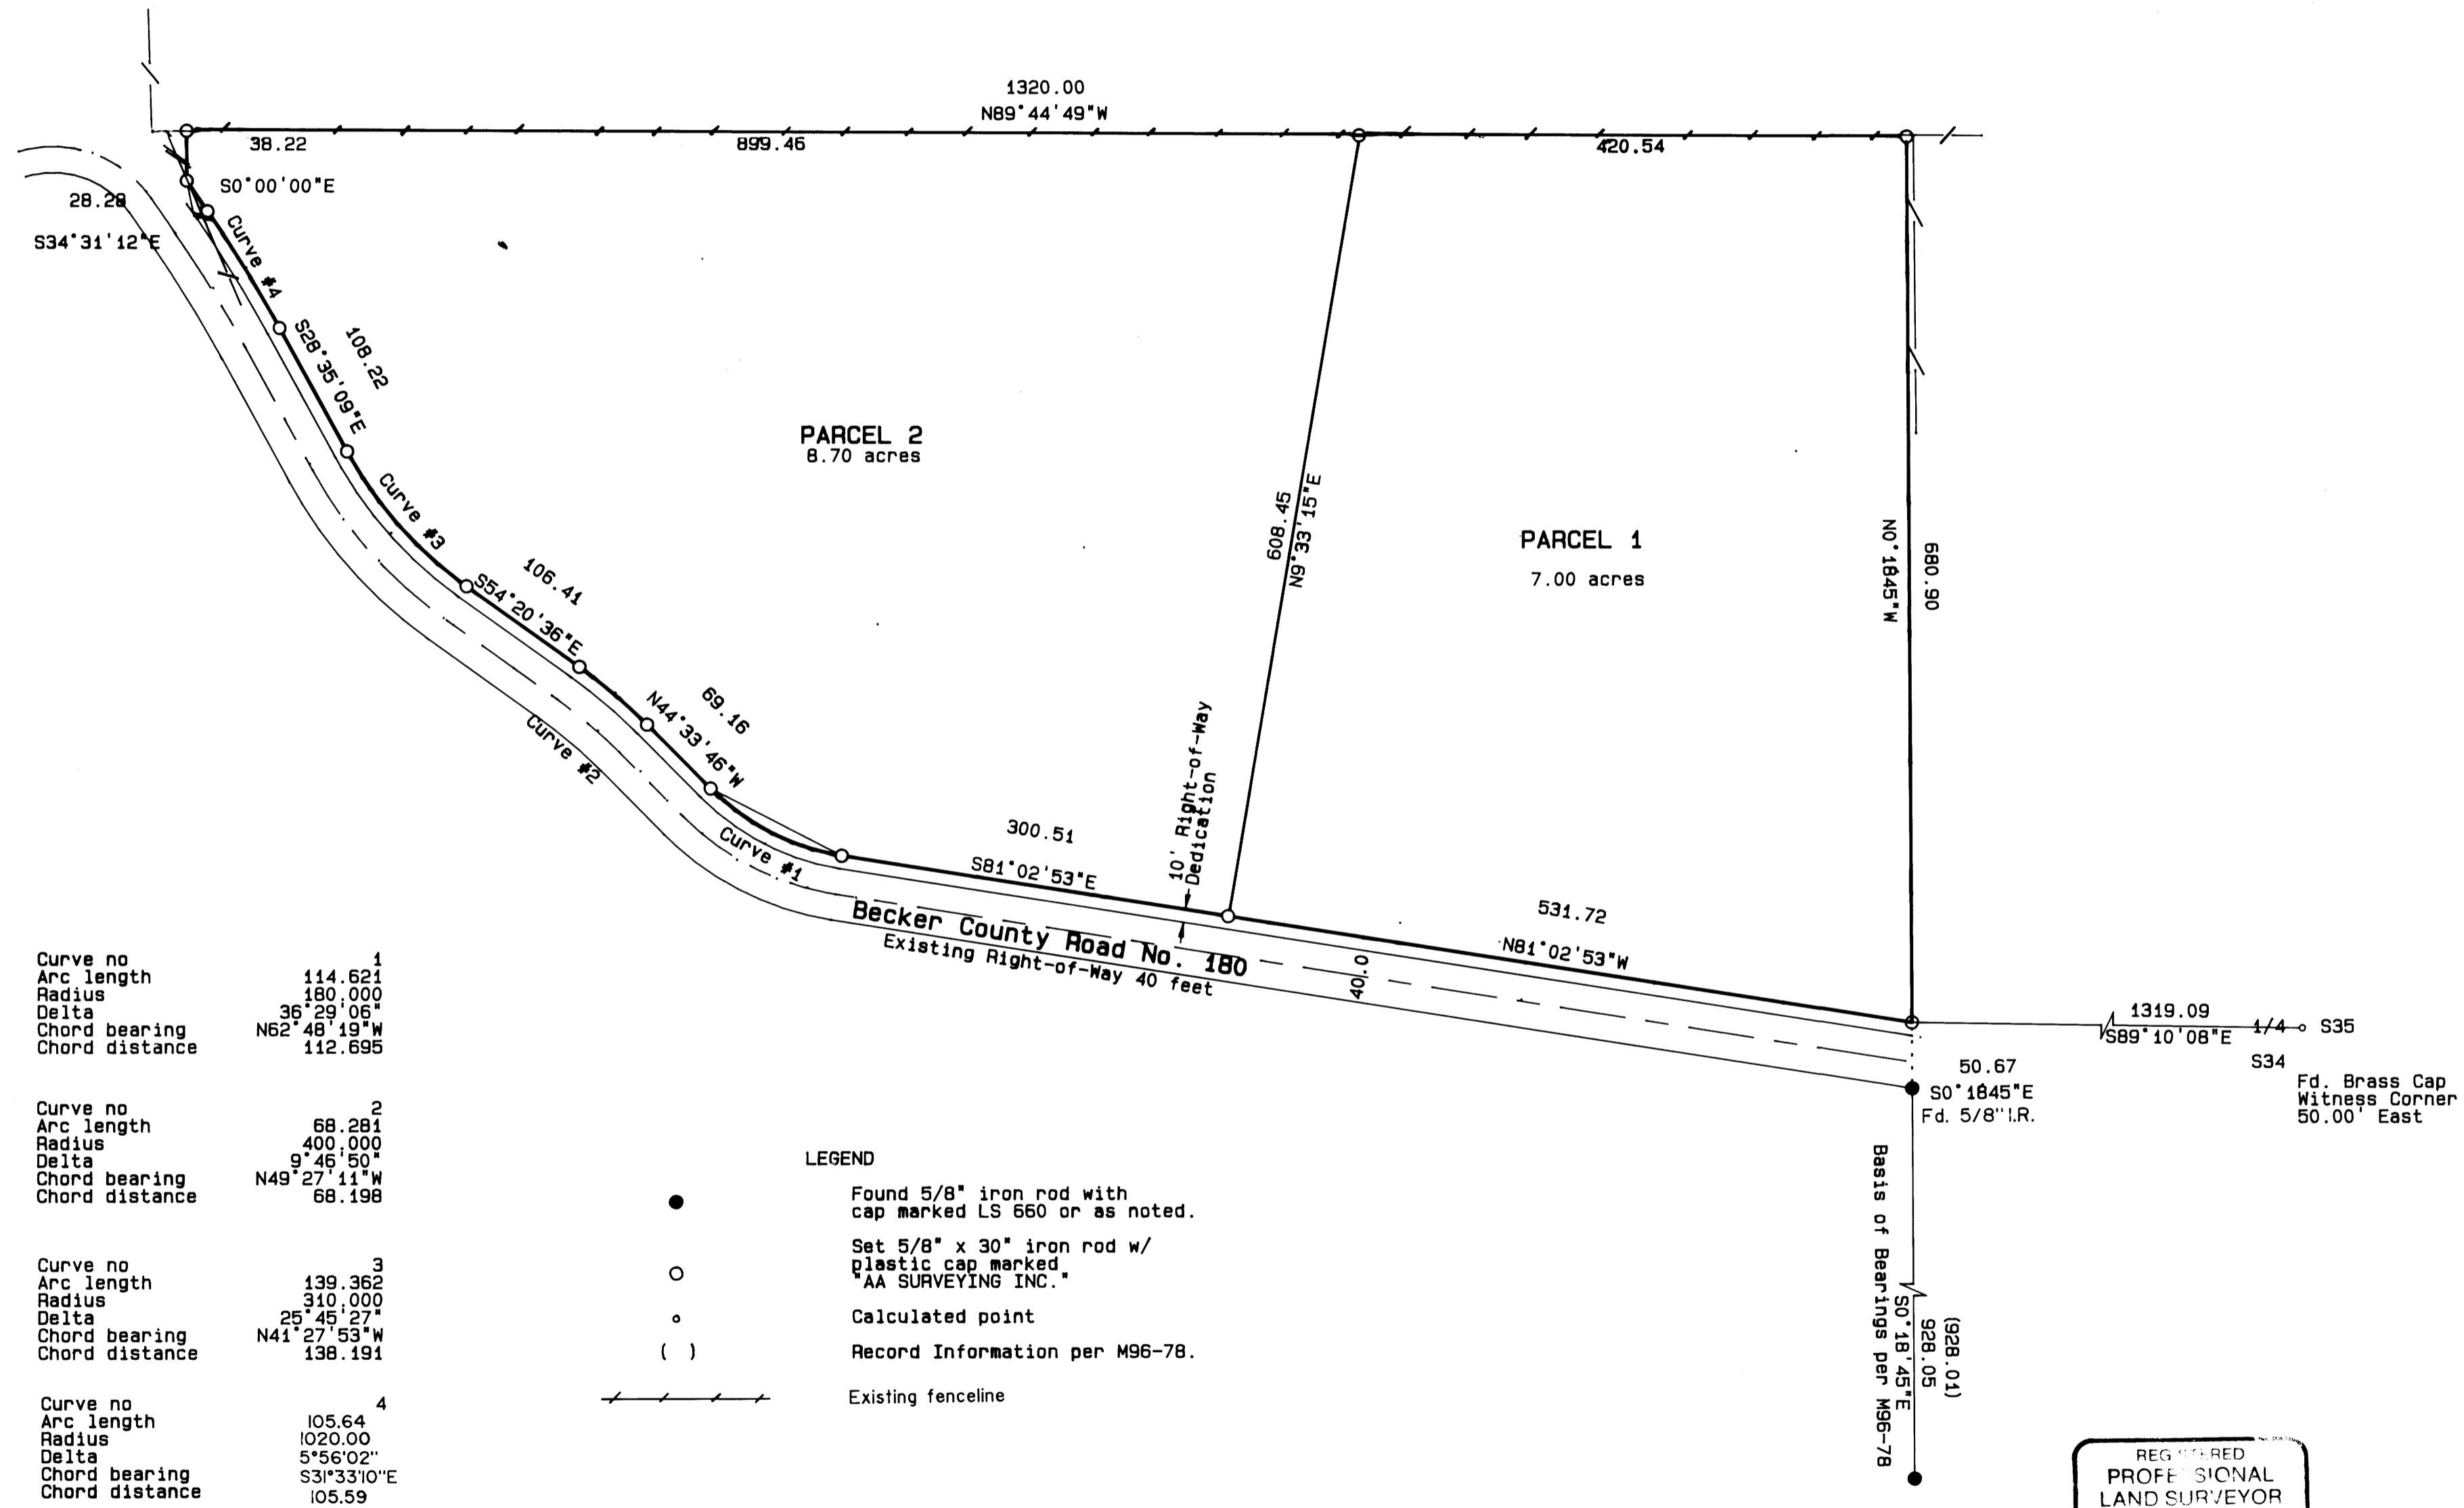 1320.00
N89°44'49"W
38.22
899.46
420.54
S0°00'00"E
28.28
S34°31'12"E
Curve #4
108.22
S28°35'09"E
PARCEL 2
8.70 acres
Curve #3
608.45
N9°33'15"E
PARCEL 1
7.00 acres
N0°1845"W
680.90
106.41
S54°20'36"E
69.16
N44°33'46"W
Curve #2
10' Right-of-Way
Dedication
300.51
S81°02'53"E
Curve #1
531.72
N81°02'53"W
Becker County Road No. 180
Existing Right-of-Way 40 feet
40.0
1319.09
S89°10'08"E
1/4
S35
S34
Fd. Brass Cap
Witness Corner
50.00' East
50.67
S0°1845"E
Fd. 5/8" I.R.
Basis of Bearings per M96-78
S0°18'45"E
928.05
(928.01)
Curve no 1
Arc length 114.621
Radius 180.000
Delta 36°29'06"
Chord bearing N62°48'19"W
Chord distance 112.695
Curve no 2
Arc length 68.281
Radius 400.000
Delta 9°46'50"
Chord bearing N49°27'11"W
Chord distance 68.198
Curve no 3
Arc length 139.362
Radius 310.000
Delta 25°45'27"
Chord bearing N41°27'53"W
Chord distance 138.191
Curve no 4
Arc length 105.64
Radius 1020.00
Delta 5°56'02"
Chord bearing S31°33'10"E
Chord distance 105.59
LEGEND
Found 5/8" iron rod with
cap marked LS 660 or as noted.
Set 5/8" x 30" iron rod w/
plastic cap marked
"AA SURVEYING INC."
Calculated point
( ) Record Information per M96-78.
Existing fenceline
PROFESSIONAL
LAND SURVEYOR